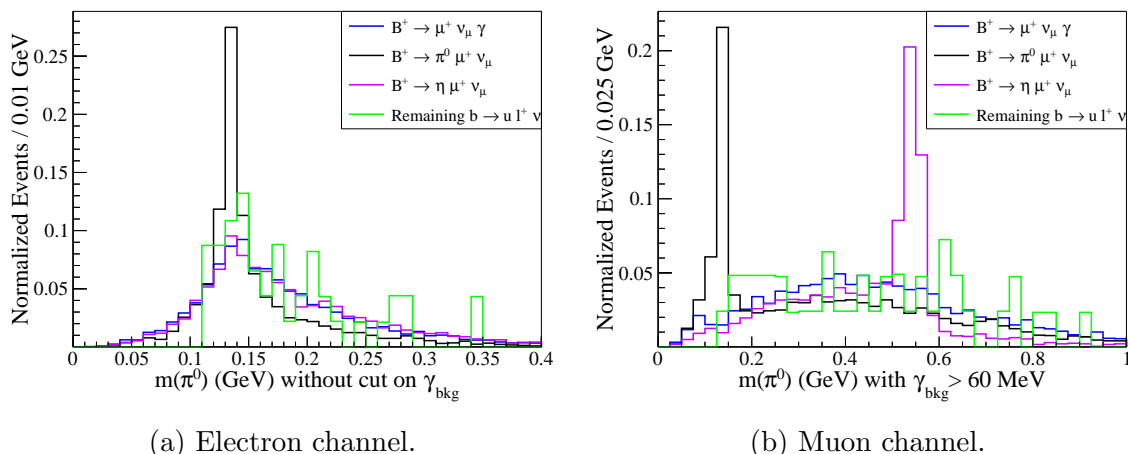 Normalized Events / 0.01 GeV
0.25
0.2
0.15
0.1
0.05
B⁺ → μ⁺ ν_μ γ
B⁺ → π⁰ μ⁺ ν_μ
B⁺ → η μ⁺ ν_μ
Remaining b → u l⁺ ν
0 0.05 0.1 0.15 0.2 0.25 0.3 0.35 0.4
m(π⁰) (GeV) without cut on γ_bkg
(a) Electron channel.
Normalized Events / 0.025 GeV
0.2
0.15
0.1
0.05
B⁺ → μ⁺ ν_μ γ
B⁺ → π⁰ μ⁺ ν_μ
B⁺ → η μ⁺ ν_μ
Remaining b → u l⁺ ν
0 0.2 0.4 0.6 0.8 1
m(π⁰) (GeV) with γ_bkg > 60 MeV
(b) Muon channel.